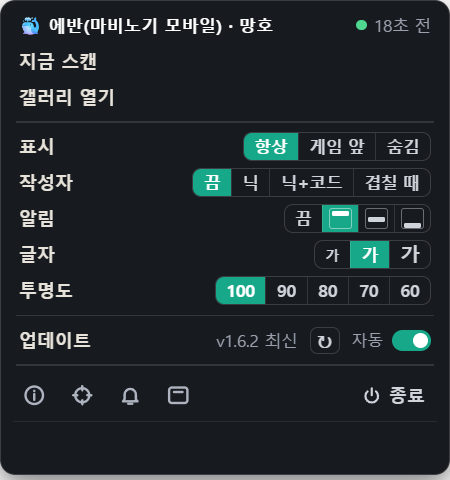 에반(마비노기 모바일) · 망호 18초 전
지금 스캔
갤러리 열기
표시 항상 게임 앞 숨김
작성자 끔 닉 닉+코드 겹칠 때
알림 끔
글자 가 가 가
투명도 100 90 80 70 60
업데이트 v1.6.2 최신 자동
종료